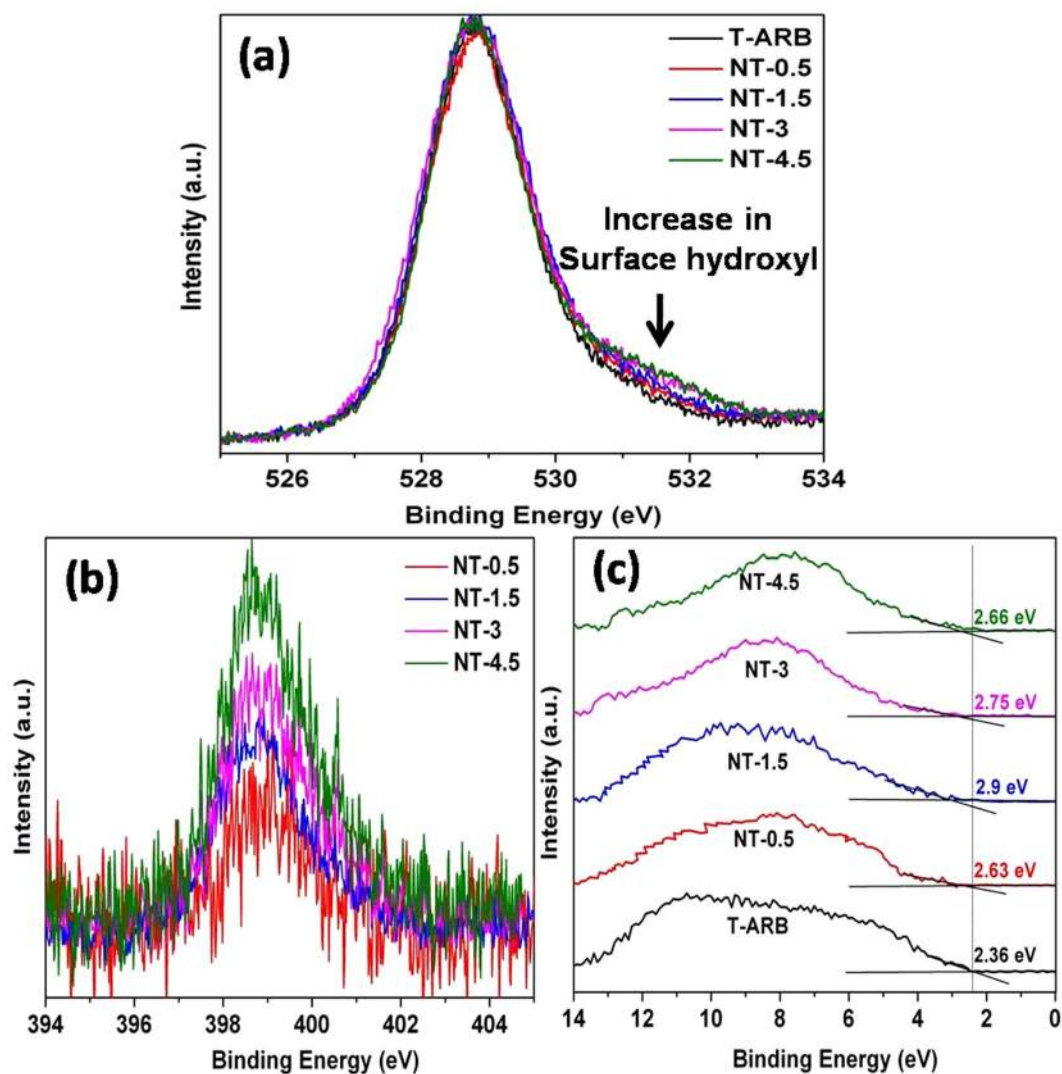 (a)
T-ARB
NT-0.5
NT-1.5
NT-3
NT-4.5
Increase in
Surface hydroxyl
Intensity (a.u.)
526 528 530 532 534
Binding Energy (eV)
(b)
NT-0.5
NT-1.5
NT-3
NT-4.5
Intensity (a.u.)
394 396 398 400 402 404
Binding Energy (eV)
(c)
NT-4.5
2.66 eV
NT-3
2.75 eV
NT-1.5
2.9 eV
NT-0.5
2.63 eV
T-ARB
2.36 eV
Intensity (a.u.)
14 12 10 8 6 4 2 0
Binding Energy (eV)